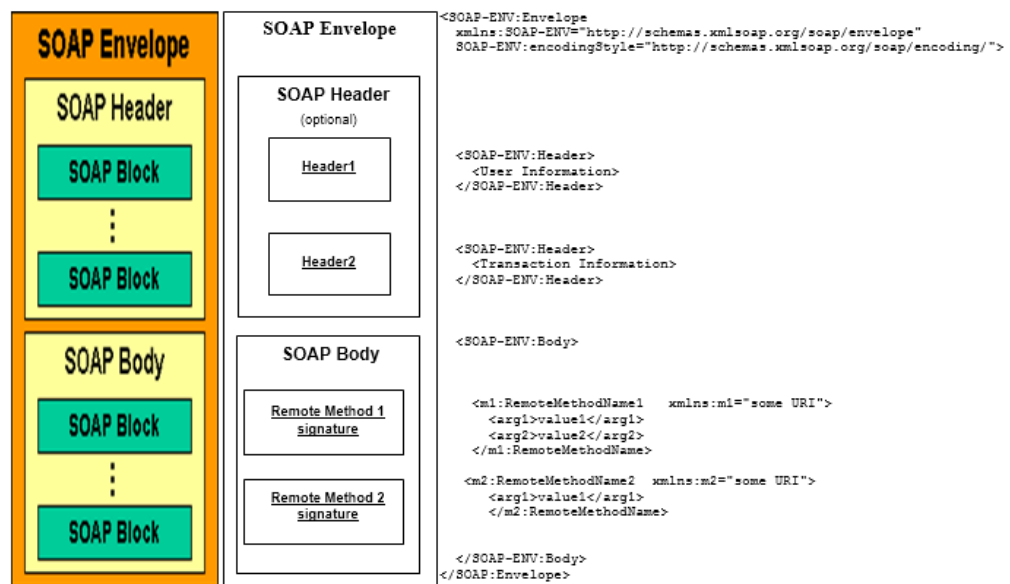 SOAP Envelope
SOAP Header
SOAP Block
SOAP Block
SOAP Body
SOAP Block
SOAP Block
SOAP Envelope
SOAP Header
(optional)
Header1
Header2
SOAP Body
Remote Method 1
signature
Remote Method 2
signature
<SOAP-ENV:Envelope
xmlns:SOAP-ENV="http://schemas.xmlsoap.org/soap/envelope"
SOAP-ENV:encodingStyle="http://schemas.xmlsoap.org/soap/encoding/">
<SOAP-ENV:Header>
<User Information>
</SOAP-ENV:Header>
<SOAP-ENV:Header>
<Transaction Information>
</SOAP-ENV:Header>
<SOAP-ENV:Body>
<m1:RemoteMethodName1 xmlns:m1="some URI">
<arg1>value1</arg1>
<arg2>value2</arg2>
</m1:RemoteMethodName>
<m2:RemoteMethodName2 xmlns:m2="some URI">
<arg1>value1</arg1>
</m2:RemoteMethodName>
</SOAP-ENV:Body>
</SOAP:Envelope>